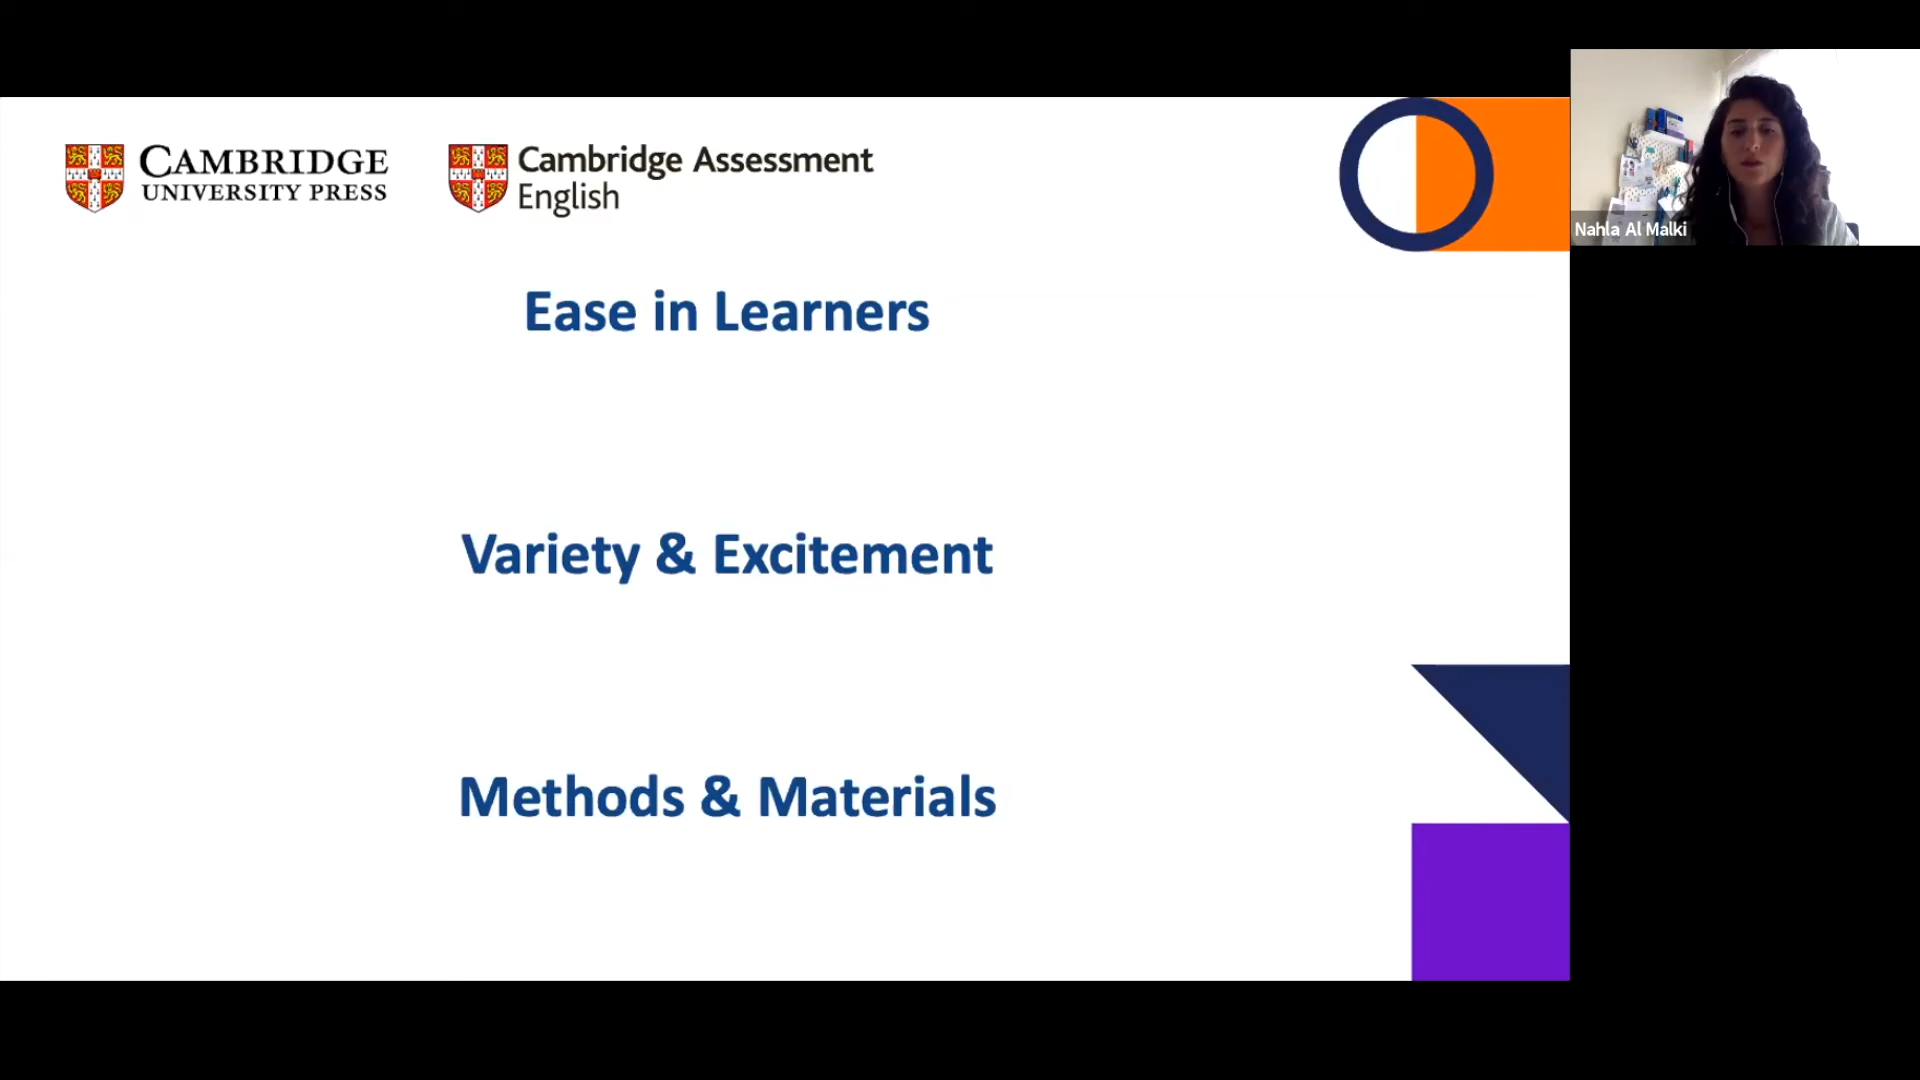 CAMBRIDGE
UNIVERSITY PRESS
Cambridge Assessment
English
Nahla Al Malki
Ease in Learners
Variety & Excitement
Methods & Materials